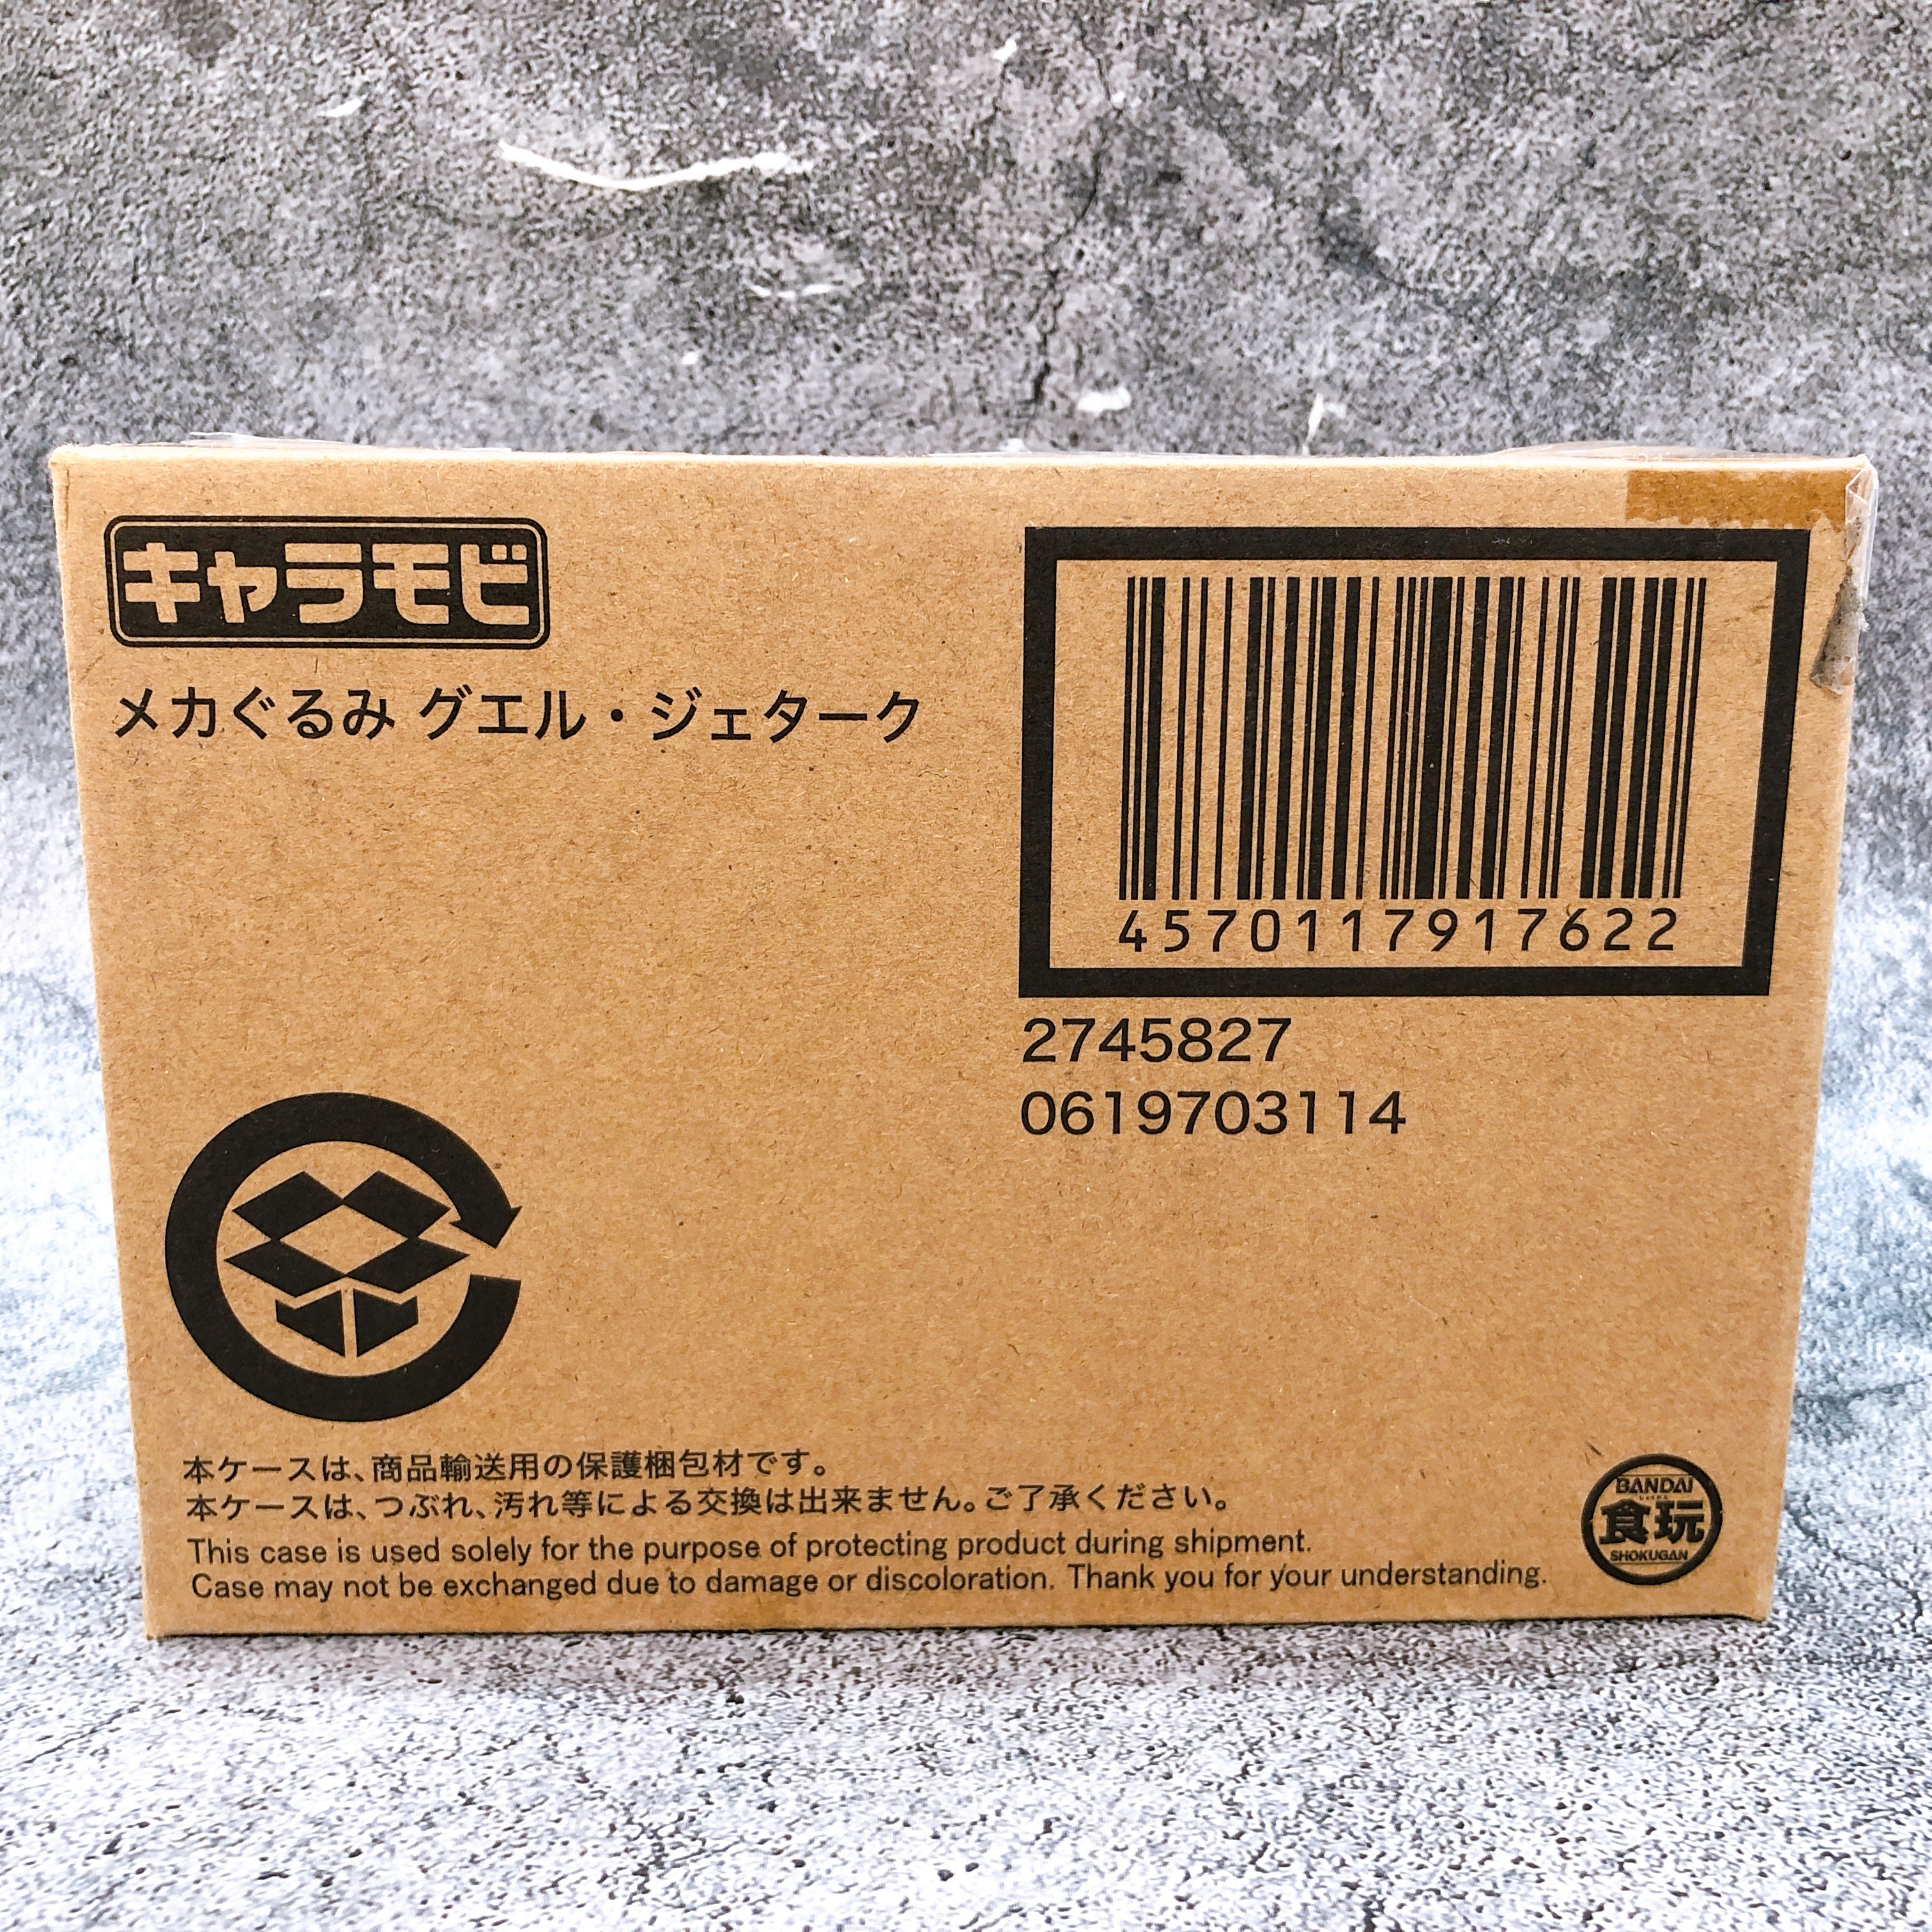 キャラモビ
メカぐるみ グエル・ジェターク
4570117917622
2745827
0619703114
本ケースは、商品輸送用の保護梱包材です。
本ケースは、つぶれ、汚れ等による交換は出来ません。ご了承ください。
This case is used solely for the purpose of protecting product during shipment.
Case may not be exchanged due to damage or discoloration. Thank you for your understanding.
BANDAI
食玩
SHOKUGAN